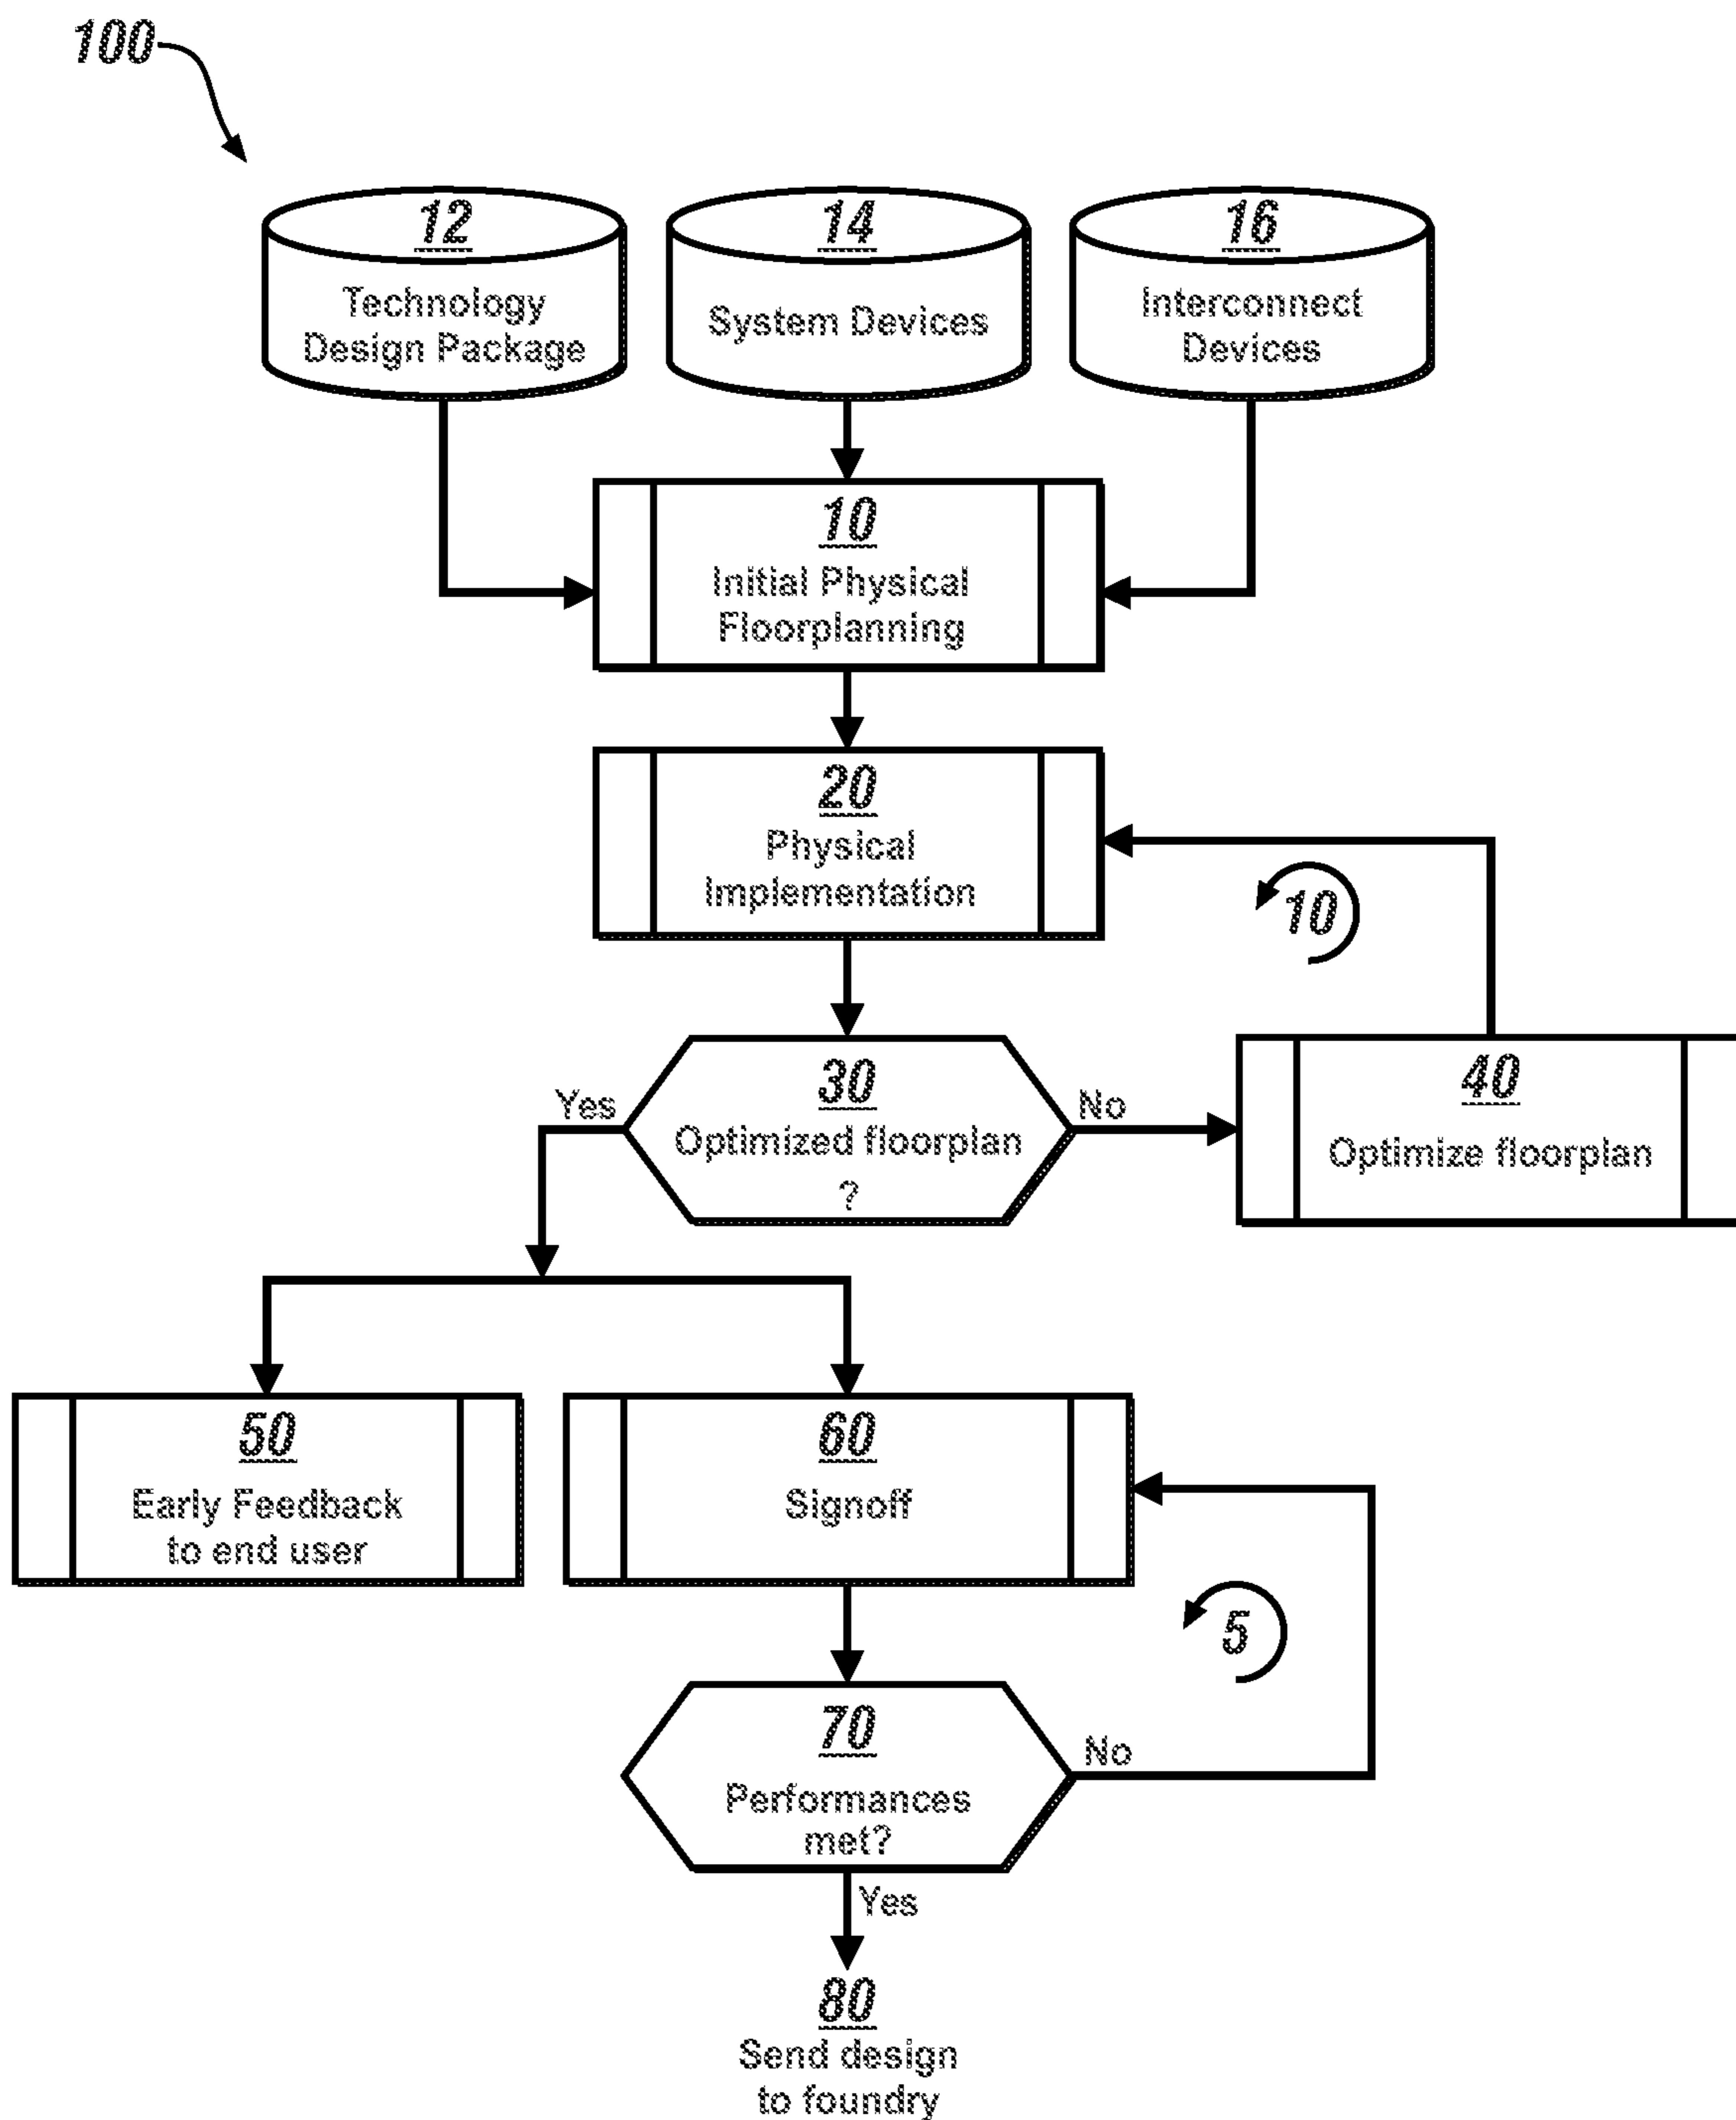 100
12
Technology
Design Package
14
System Devices
16
Interconnect
Devices
10
Initial Physical
Floorplanning
20
Physical
Implementation
10
30
Optimized floorplan
?
Yes
No
40
Optimize floorplan
50
Early Feedback
to end user
60
Signoff
5
70
Performances
met?
No
Yes
80
Send design
to foundry